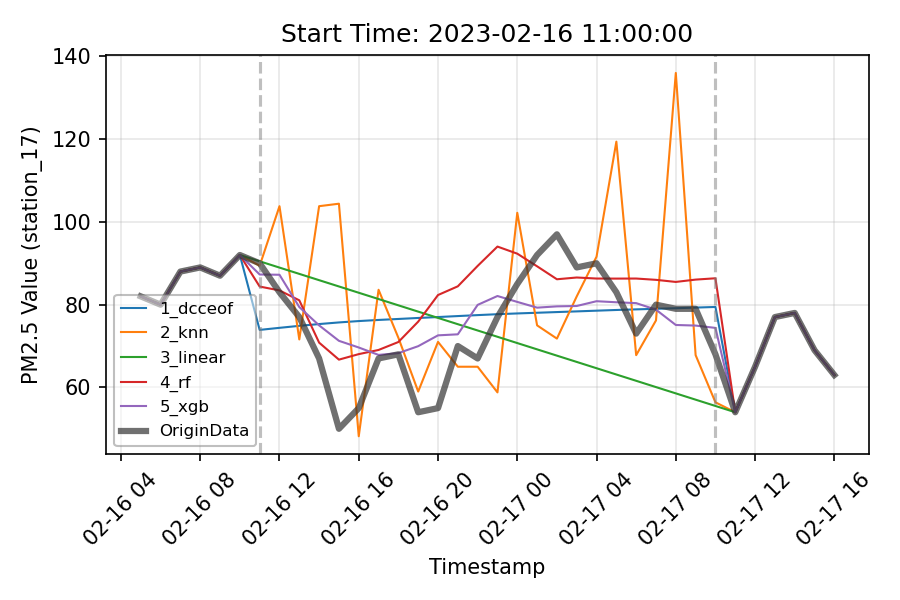 Start Time: 2023-02-16 11:00:00
PM2.5 Value (station_17)
140
120
100
80
60
1_dcceof
2_knn
3_linear
4_rf
5_xgb
OriginData
02-16 04
02-16 08
02-16 12
02-16 16
02-16 20
02-17 00
02-17 04
02-17 08
02-17 12
02-17 16
Timestamp